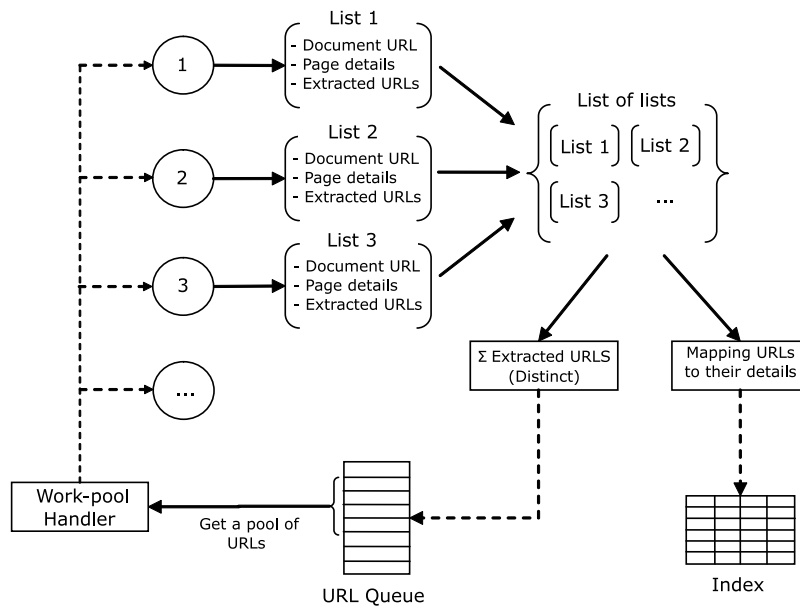 List 1
1
- Document URL
- Page details
- Extracted URLs
List of lists
List 1
List 2
List 3
...
List 2
2
- Document URL
- Page details
- Extracted URLs
List 3
3
- Document URL
- Page details
- Extracted URLs
...
Σ Extracted URLS
(Distinct)
Mapping URLs
to their details
Work-pool
Handler
Get a pool of
URLs
URL Queue
Index